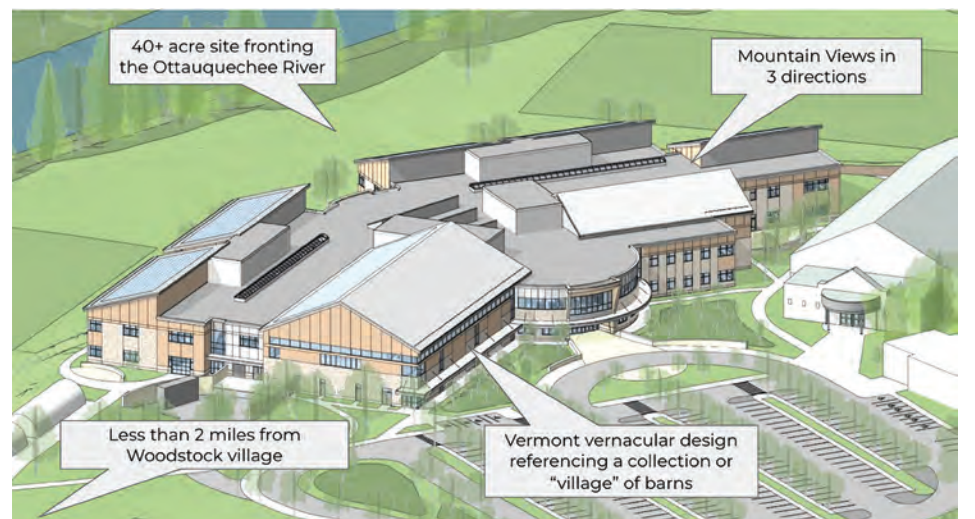 40+ acre site fronting
the Ottauquechee River
Mountain Views in
3 directions
Less than 2 miles from
Woodstock village
Vermont vernacular design
referencing a collection or
“village” of barns